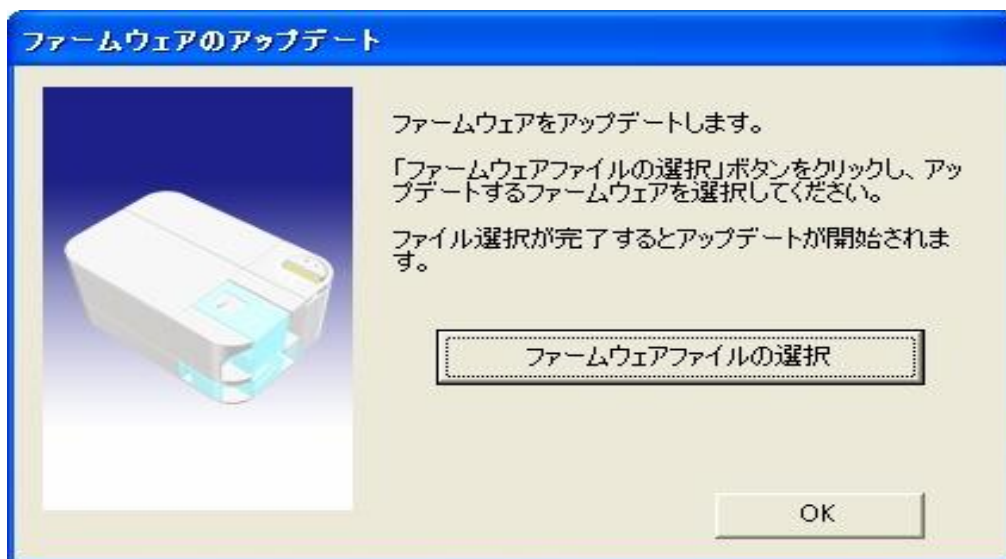 ファームウェアのアップデート
ファームウェアをアップデートします。
「ファームウェアファイルの選択」ボタンをクリックし、アッ
プデートするファームウェアを選択してください。
ファイル選択が完了するとアップデートが開始されま
す。
ファームウェアファイルの選択
OK